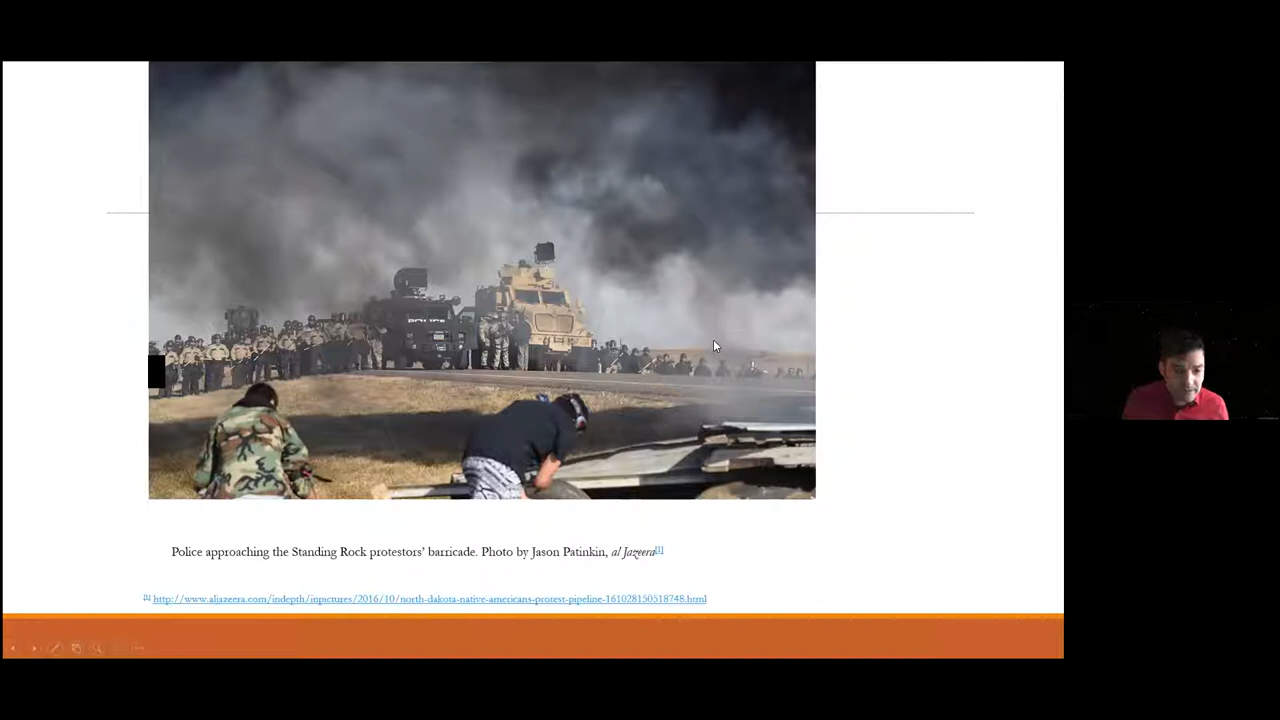 POLICE
Police approaching the Standing Rock protestors’ barricade. Photo by Jason Patinkin, al Jazeera[1]
[1] http://www.aljazeera.com/indepth/inpictures/2016/10/north-dakota-native-americans-protest-pipeline-161028150518748.html